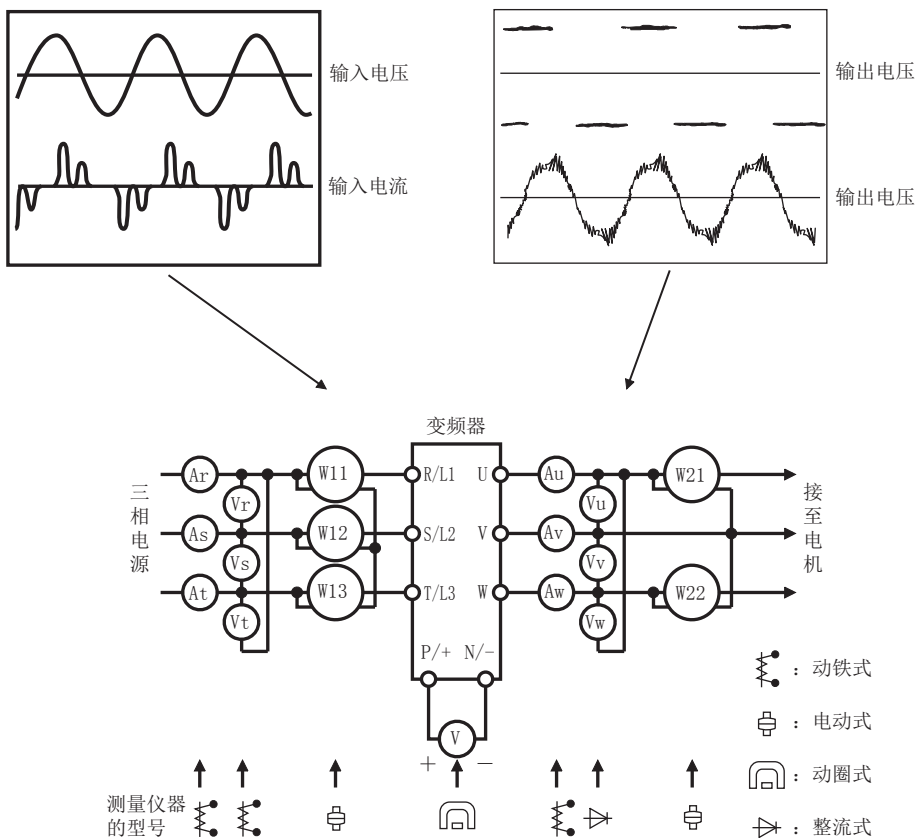 输入电压
输入电流
输出电压
输出电压
变频器
三相电源
Ar
As
At
Vr
Vs
Vt
W11
W12
W13
R/L1
S/L2
T/L3
U
V
W
P/+ N/-
V
+ −
Au
Av
Aw
Vu
Vv
Vw
W21
W22
接至电机
测量仪器
的型号
：动铁式
：电动式
：动圈式
：整流式